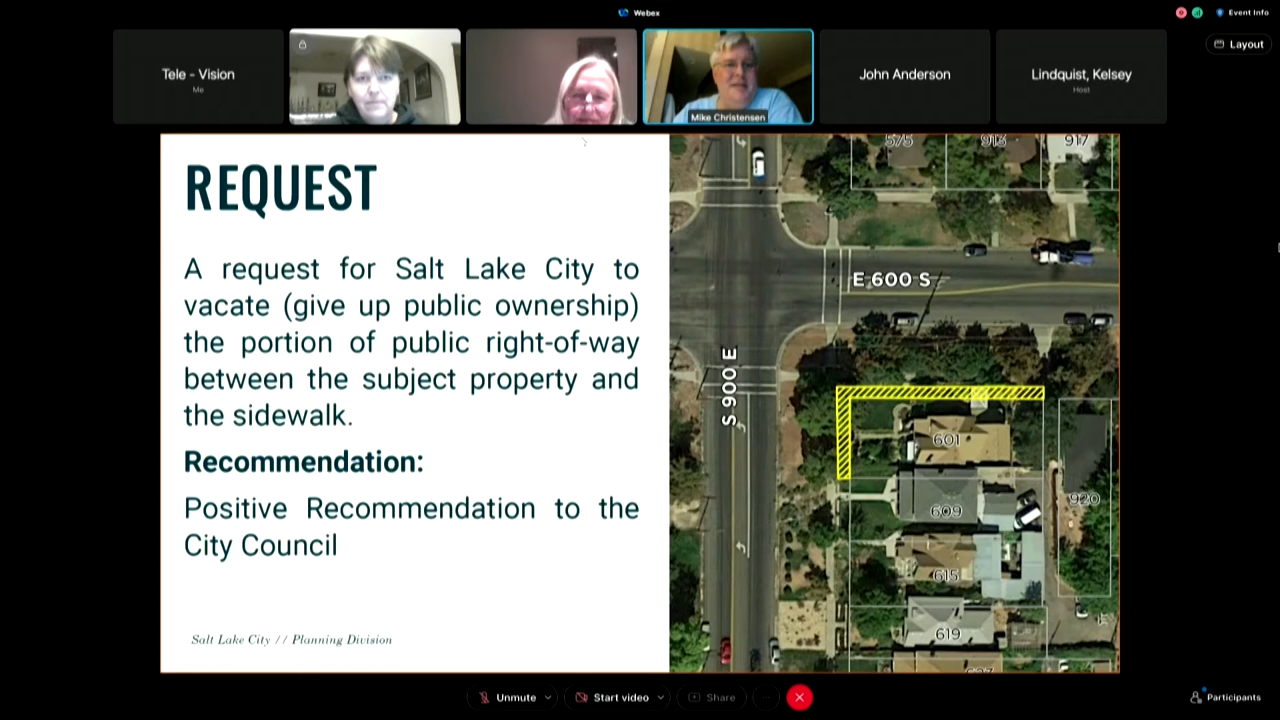 Webex
Event Info
Layout
Tele - Vision
Me
Mike Christensen
John Anderson
Lindquist, Kelsey
Host
REQUEST
A request for Salt Lake City to
vacate (give up public ownership)
the portion of public right-of-way
between the subject property and
the sidewalk.
Recommendation:
Positive Recommendation to the
City Council
Salt Lake City // Planning Division
575
913
917
E 600 S
S 900 E
601
609
920
615
619
Unmute
Start video
Share
Participants